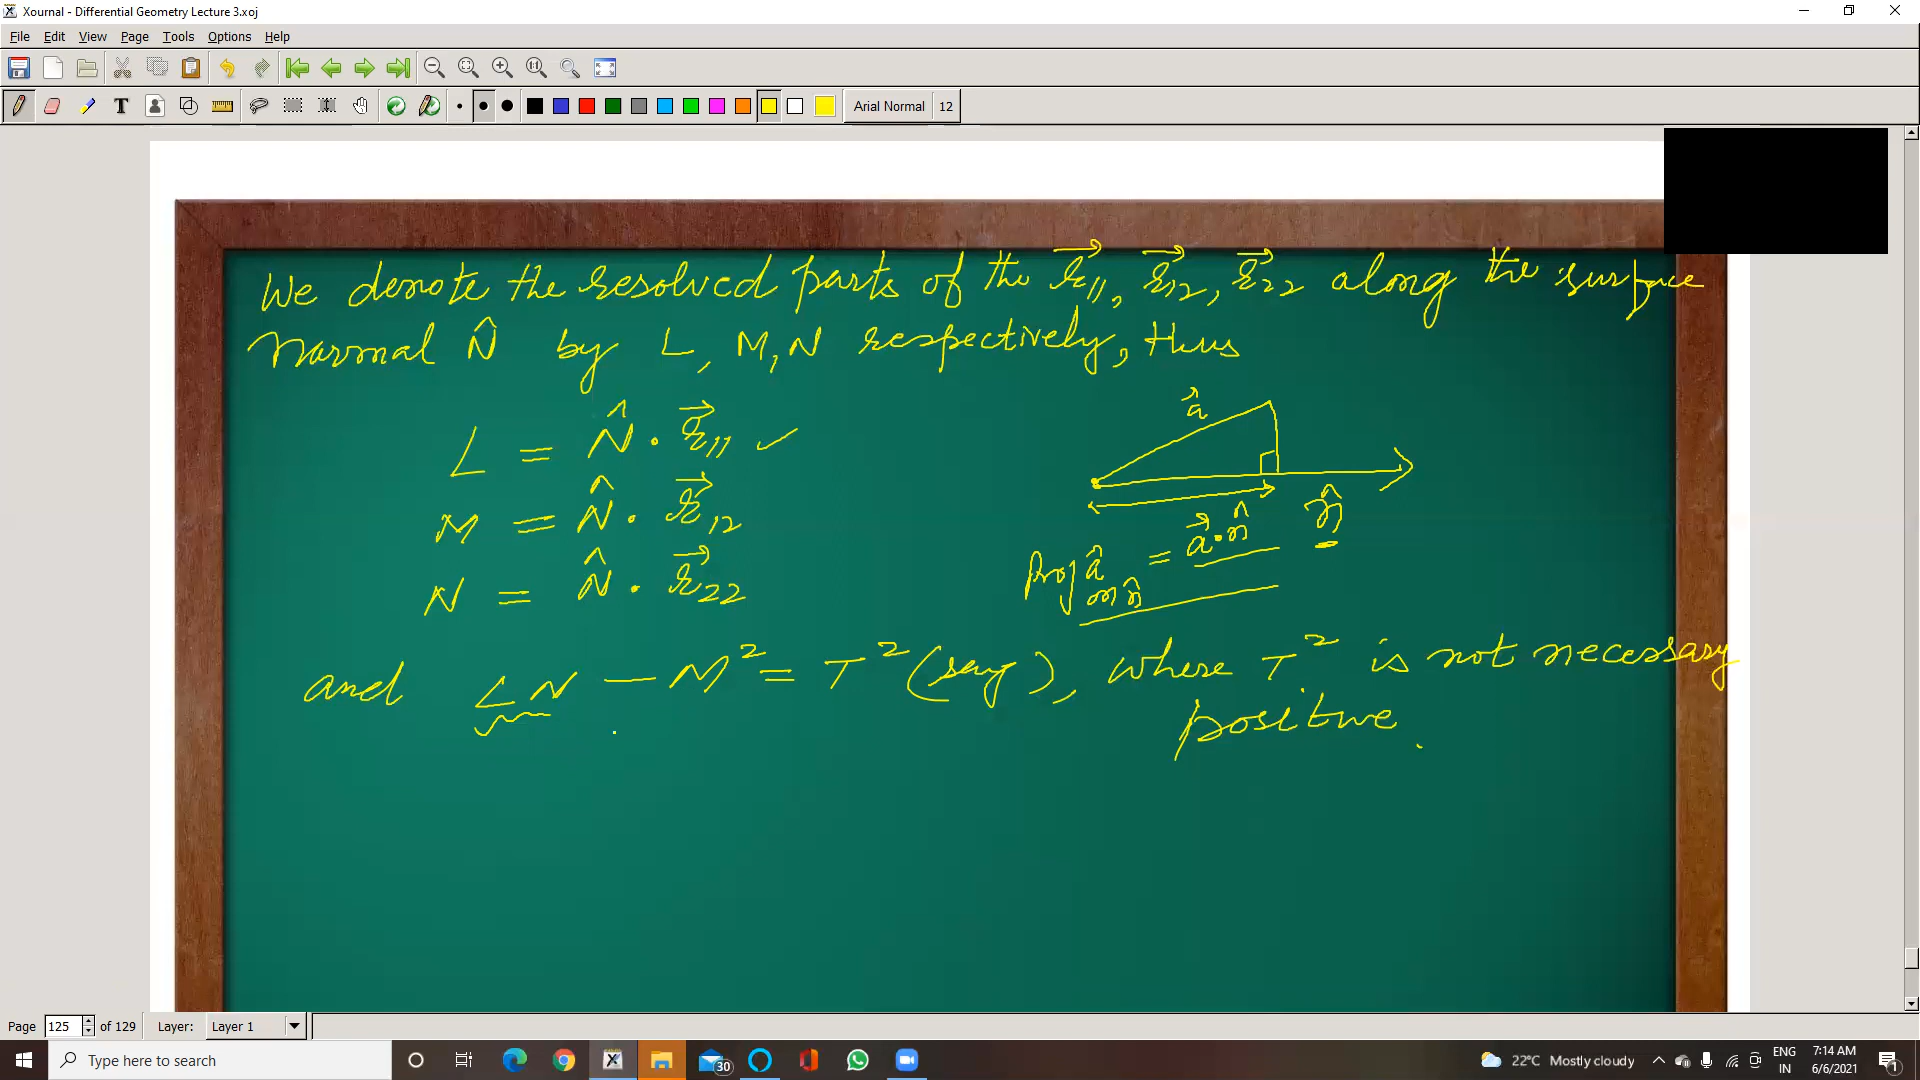 Xournal - Differential Geometry Lecture 3.xoj
File Edit View Page Tools Options Help
Arial Normal 12
We denote the resolved parts of the r⃗₁₁, r⃗₁₂, r⃗₂₂ along the surface
normal N̂ by L, M, N respectively, thus
L = N̂ · r⃗₁₁ ✓
M = N̂ · r⃗₁₂
N = N̂ · r⃗₂₂
a⃗
n̂
a⃗·n̂
Proj â on n̂ =
and LN − M² = T² (say), where T² is not necessary
positive.
Page 125 of 129 Layer: Layer 1
Type here to search
30
22°C Mostly cloudy
ENG
IN
7:14 AM
6/6/2021
1